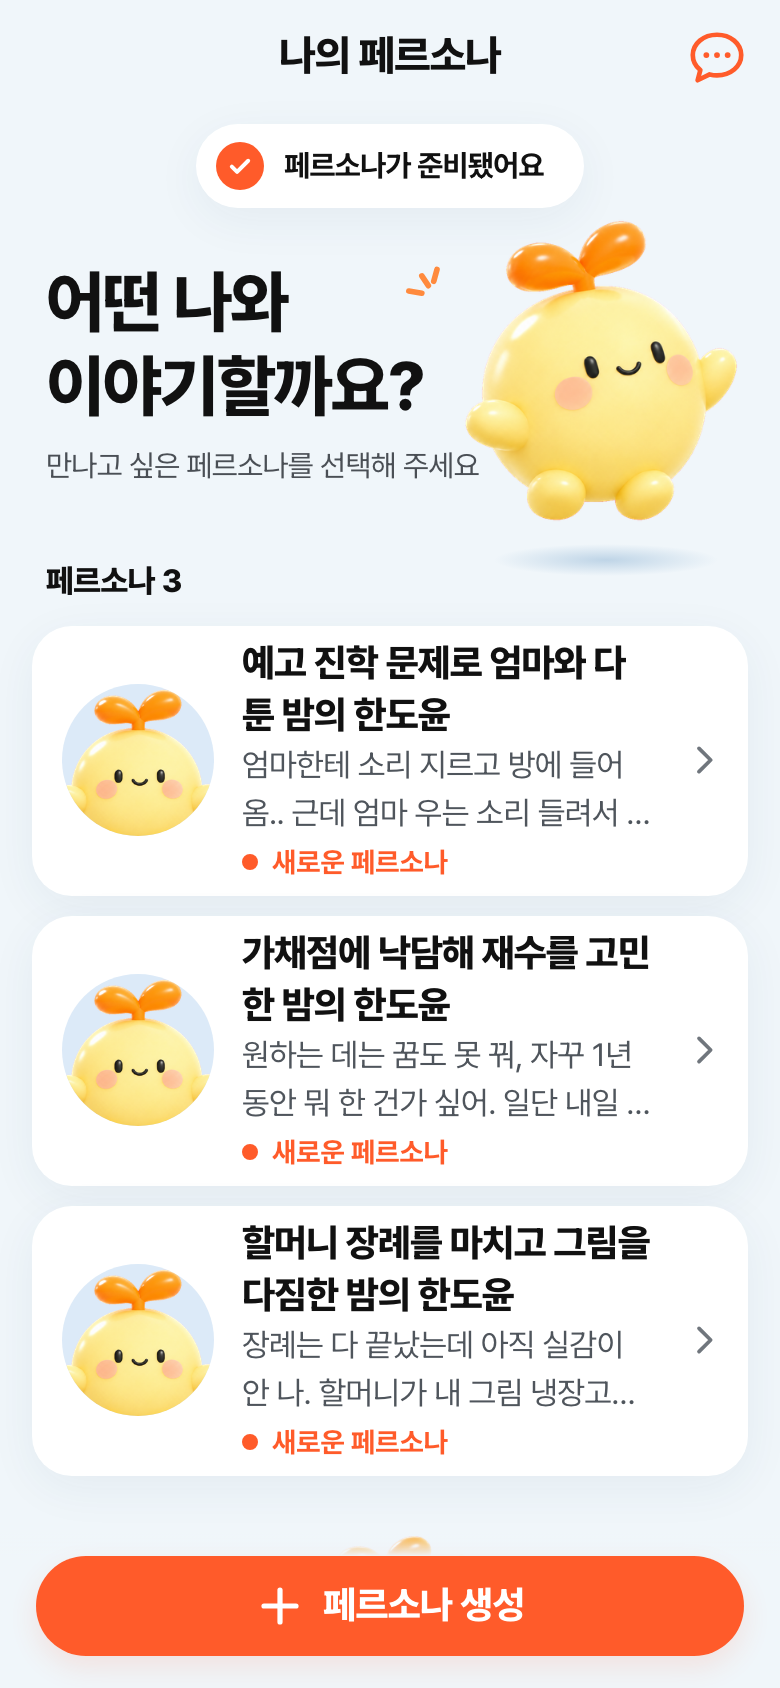 나의 페르소나
페르소나가 준비됐어요
어떤 나와
이야기할까요?
만나고 싶은 페르소나를 선택해 주세요
페르소나 3
예고 진학 문제로 엄마와 다
툰 밤의 한도윤
엄마한테 소리 지르고 방에 들어
옴.. 근데 엄마 우는 소리 들려서 ...
새로운 페르소나
가채점에 낙담해 재수를 고민
한 밤의 한도윤
원하는 데는 꿈도 못 꿔, 자꾸 1년
동안 뭐 한 건가 싶어. 일단 내일 ...
새로운 페르소나
할머니 장례를 마치고 그림을
다짐한 밤의 한도윤
장례는 다 끝났는데 아직 실감이
안 나. 할머니가 내 그림 냉장고...
새로운 페르소나
페르소나 생성